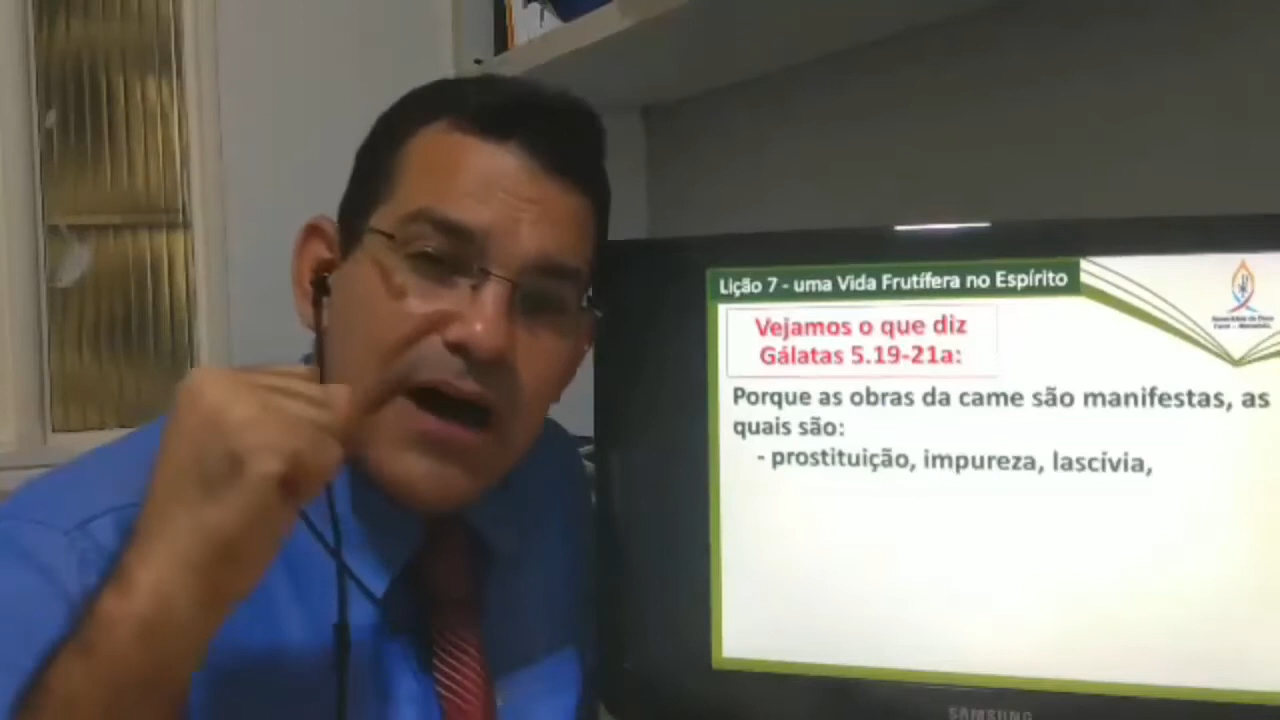 Lição 7 - uma Vida Frutífera no Espírito
Vejamos o que diz
Gálatas 5.19-21a:
Porque as obras da carne são manifestas, as
quais são:
- prostituição, impureza, lascívia,
SAMSUNG